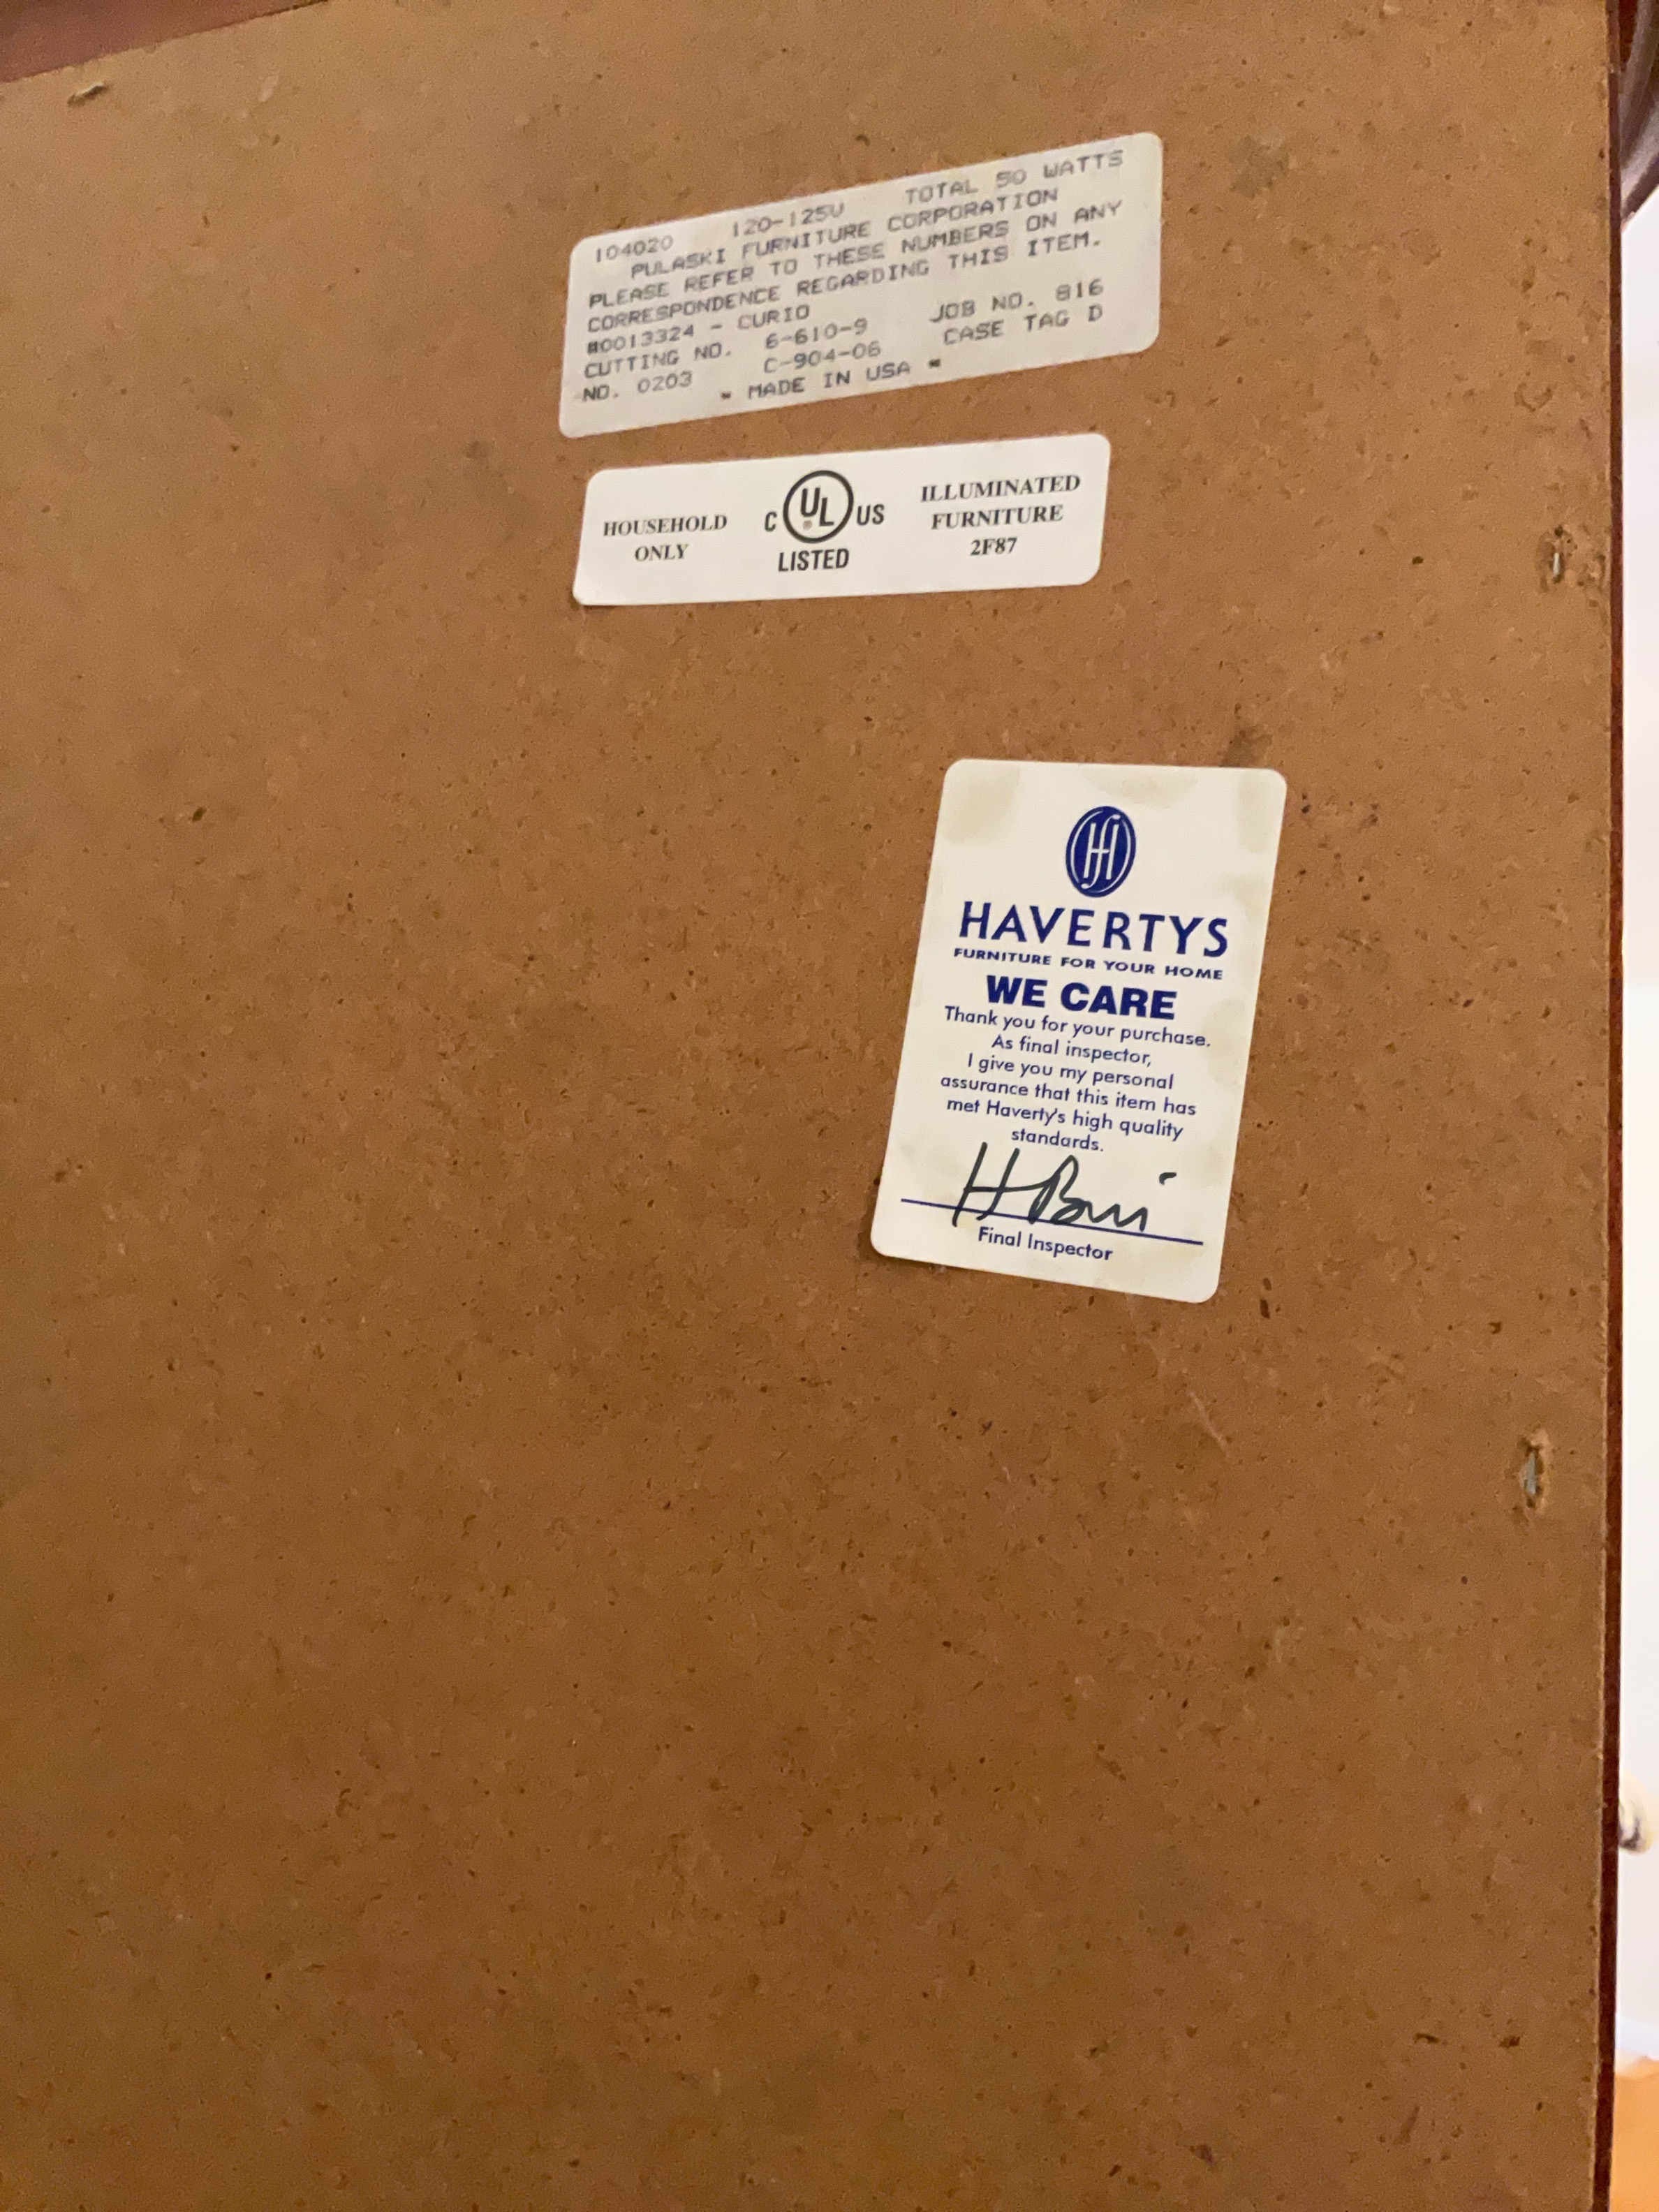 104020 120-125V TOTAL 50 WATTS
PULASKI FURNITURE CORPORATION
PLEASE REFER TO THESE NUMBERS ON ANY
CORRESPONDENCE REGARDING THIS ITEM.
#0013324 - CURIO
CUTTING NO. 6-610-9 JOB NO. 816
NO. 0203 C-904-06 CASE TAG D
* MADE IN USA *
HOUSEHOLD
ONLY
C UL US
LISTED
ILLUMINATED
FURNITURE
2F87
HAVERTYS
FURNITURE FOR YOUR HOME
WE CARE
Thank you for your purchase.
As final inspector,
I give you my personal
assurance that this item has
met Haverty's high quality
standards.
Final Inspector